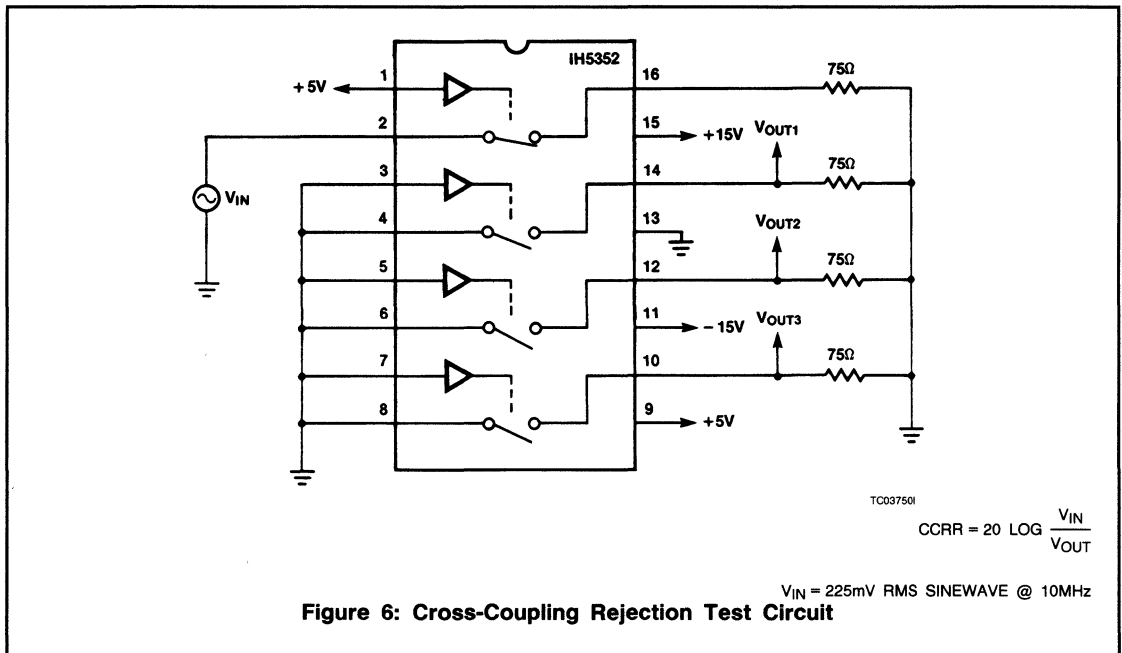 IH5352
1
+5V
2
VIN
3
4
5
6
7
8
16
75Ω
15
+15V
VOUT1
14
75Ω
13
VOUT2
12
75Ω
11
-15V
VOUT3
10
75Ω
9
+5V
TC03750I
CCRR = 20 LOG VIN
VOUT
VIN = 225mV RMS SINEWAVE @ 10MHz
Figure 6: Cross-Coupling Rejection Test Circuit